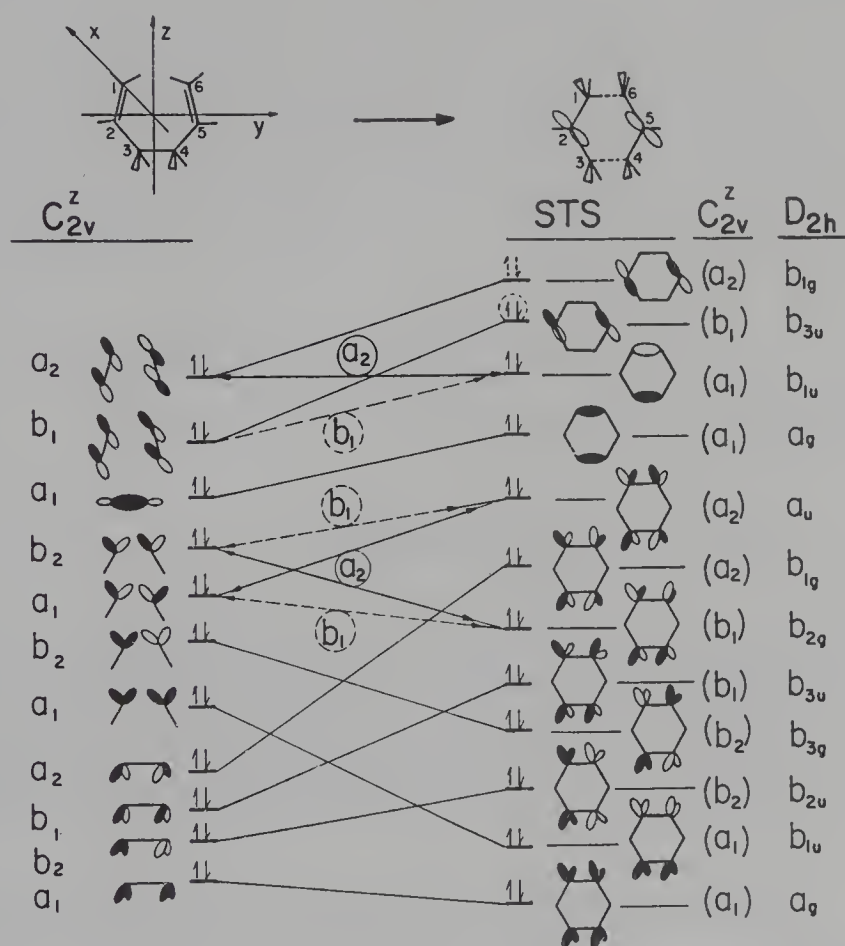 x z y
1 6 2 5 3 4
1 6 2 5 3 4
C₂ᵥᶻ STS C₂ᵥᶻ D₂ₕ
(a₂) b₁g
(b₁) b₃ᵤ
a₂ a₂ (a₁) b₁ᵤ
b₁ b₁ (a₁) ag
a₁ b₁ (a₂) aᵤ
b₂ a₂ (a₂) b₁g
a₁ b₁ (b₁) b₂g
b₂ (b₁) b₃ᵤ
a₁ (b₂) b₃g
a₂ (b₂) b₂ᵤ
b₁ (a₁) b₁ᵤ
b₂
a₁ (a₁) ag